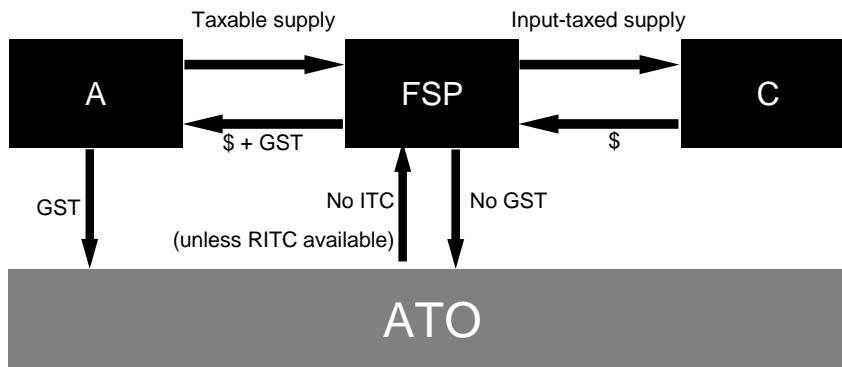 Taxable supply
Input-taxed supply
A
FSP
C
$ + GST
$
GST
No ITC
(unless RITC available)
No GST
ATO